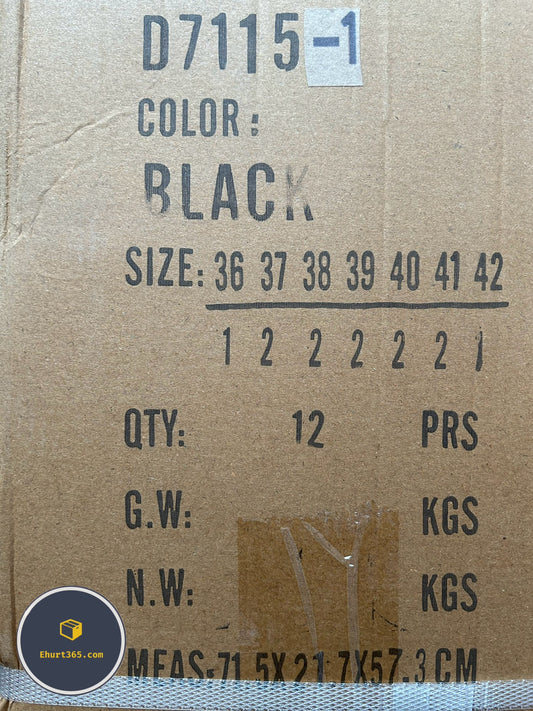 D7115-1
COLOR:
BLACK
SIZE: 36 37 38 39 40 41 42
1 2 2 2 2 2 1
QTY: 12 PRS
G.W: KGS
N.W: KGS
MEAS:71.5X21.7X57.3CM
Ehurt365.com